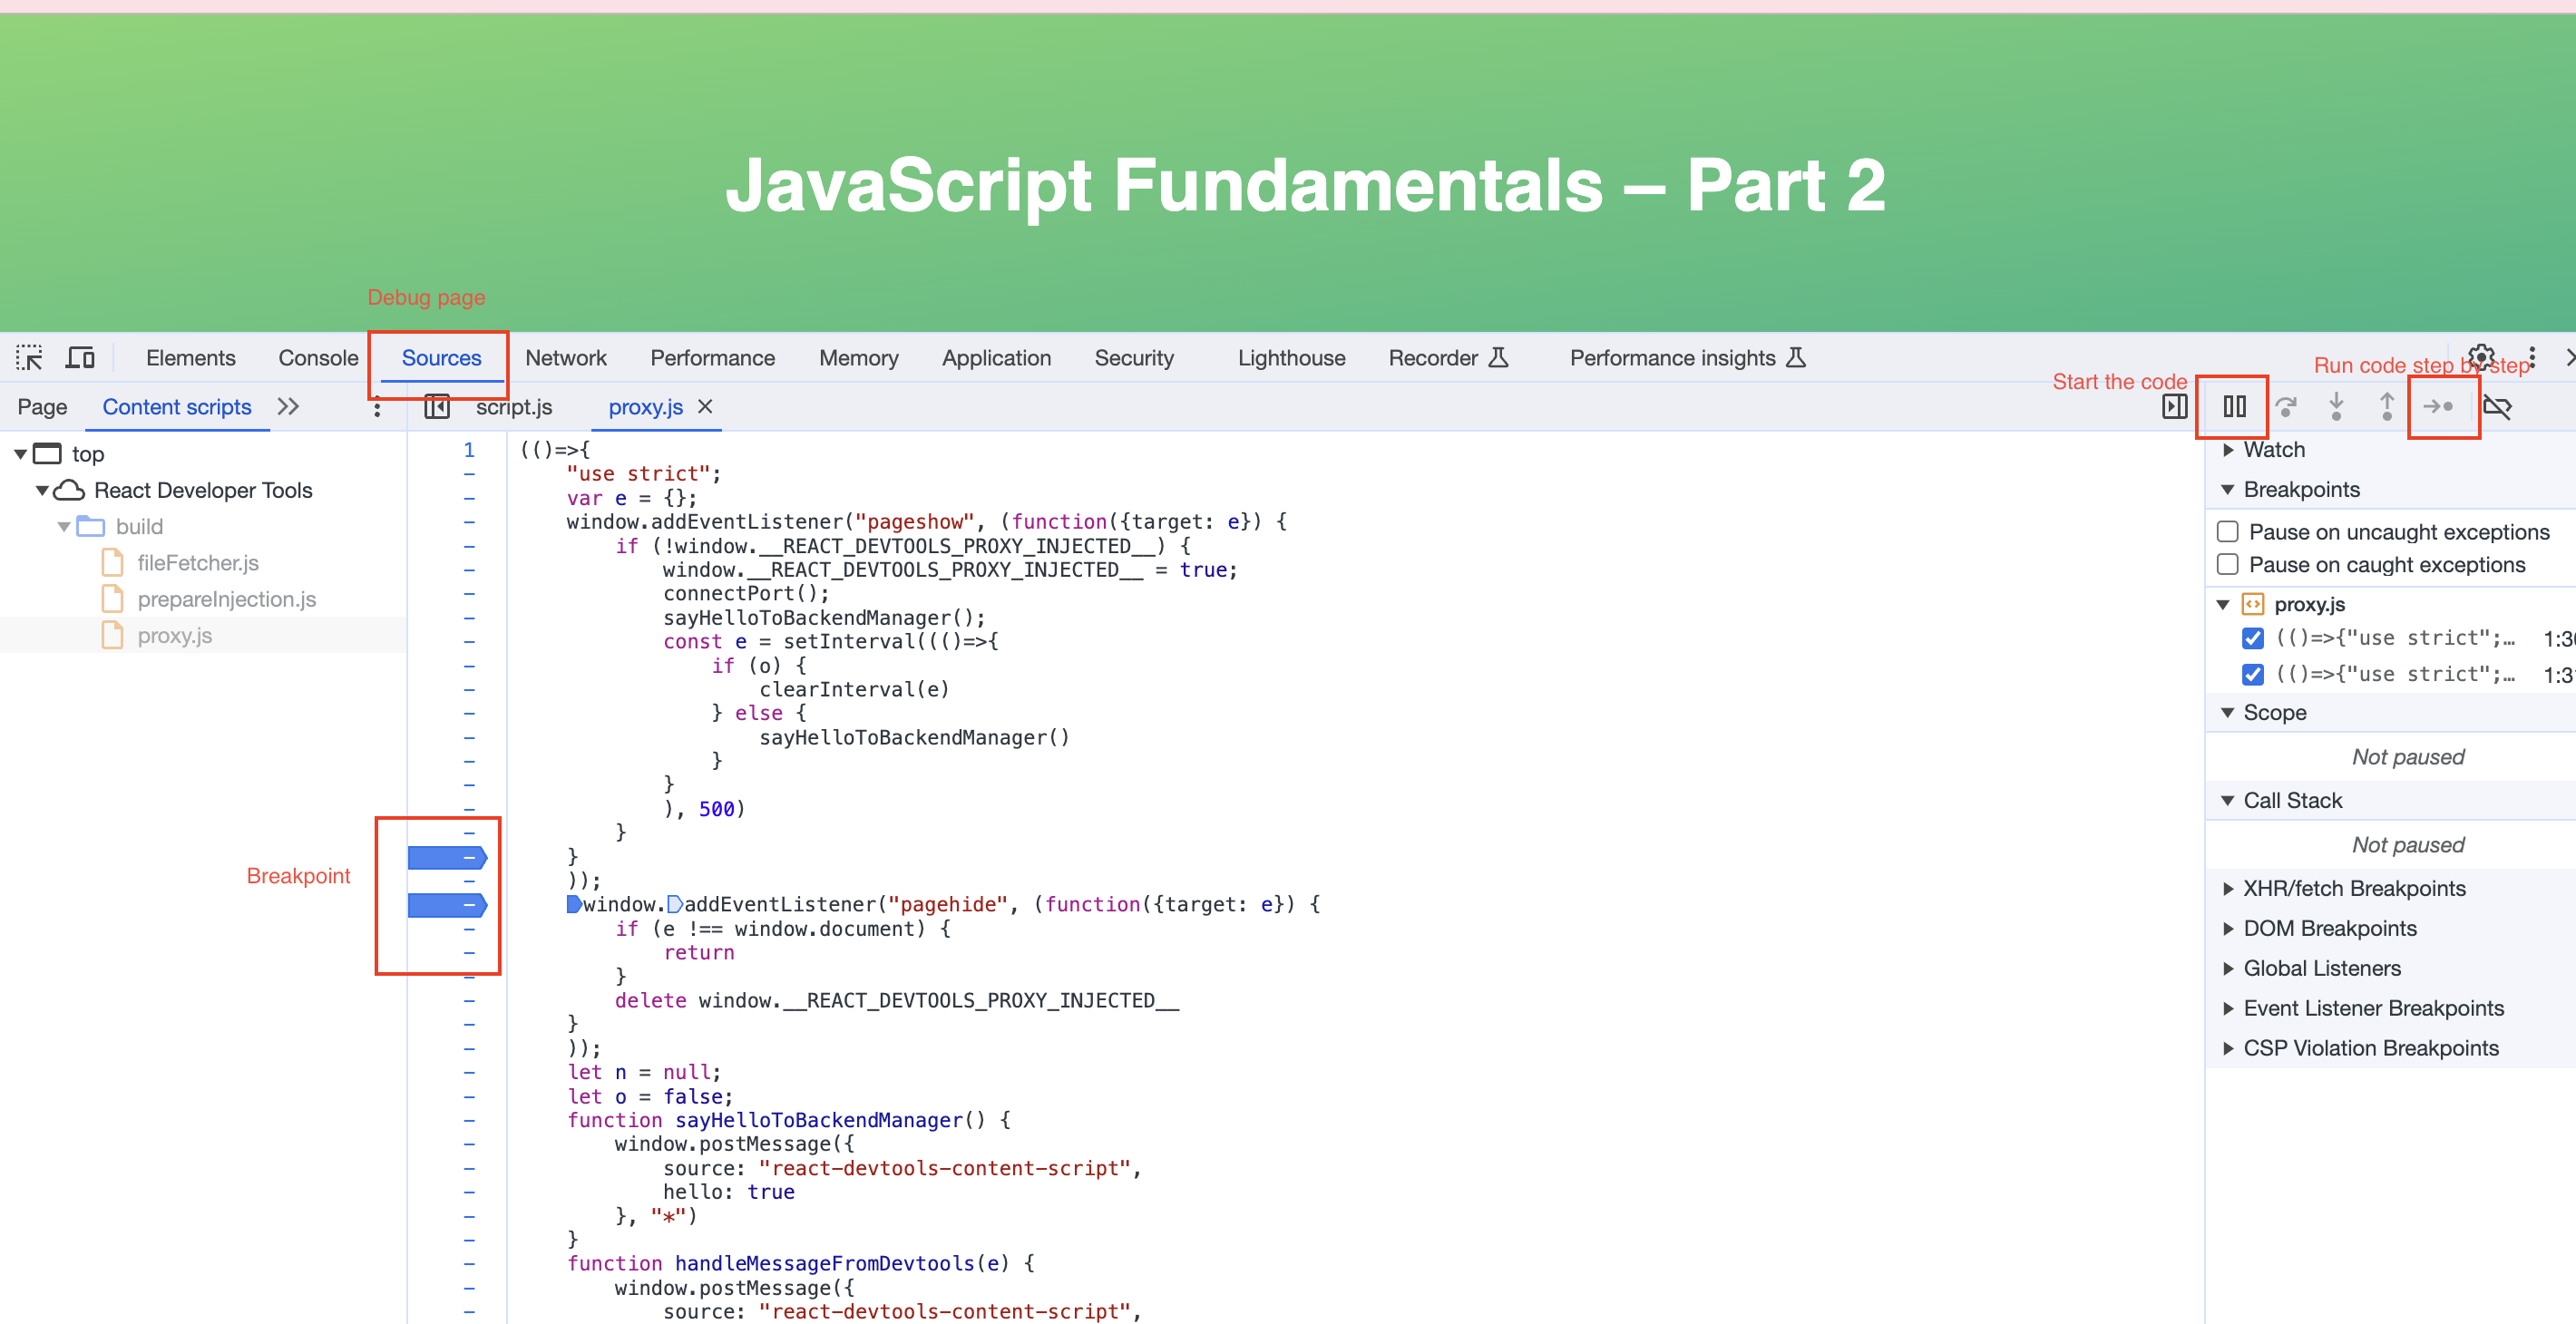 JavaScript Fundamentals – Part 2
Debug page
Elements Console Sources Network Performance Memory Application Security Lighthouse Recorder Performance insights
Run code step by step
Start the code
Page Content scripts
script.js proxy.js
top
React Developer Tools
build
fileFetcher.js
prepareInjection.js
proxy.js
Breakpoint
1 (()=>{
– "use strict";
– var e = {};
– window.addEventListener("pageshow", (function({target: e}) {
– if (!window.__REACT_DEVTOOLS_PROXY_INJECTED__) {
– window.__REACT_DEVTOOLS_PROXY_INJECTED__ = true;
– connectPort();
– sayHelloToBackendManager();
– const e = setInterval((()=>{
– if (o) {
– clearInterval(e)
– } else {
– sayHelloToBackendManager()
– }
– }
– ), 500)
– }
– }
– ));
– window.addEventListener("pagehide", (function({target: e}) {
– if (e !== window.document) {
– return
– }
– delete window.__REACT_DEVTOOLS_PROXY_INJECTED__
– }
– ));
– let n = null;
– let o = false;
– function sayHelloToBackendManager() {
– window.postMessage({
– source: "react-devtools-content-script",
– hello: true
– }, "*")
– }
– function handleMessageFromDevtools(e) {
– window.postMessage({
– source: "react-devtools-content-script",
Watch
Breakpoints
Pause on uncaught exceptions
Pause on caught exceptions
proxy.js
(()=>{"use strict";…
(()=>{"use strict";…
Scope
Not paused
Call Stack
Not paused
XHR/fetch Breakpoints
DOM Breakpoints
Global Listeners
Event Listener Breakpoints
CSP Violation Breakpoints